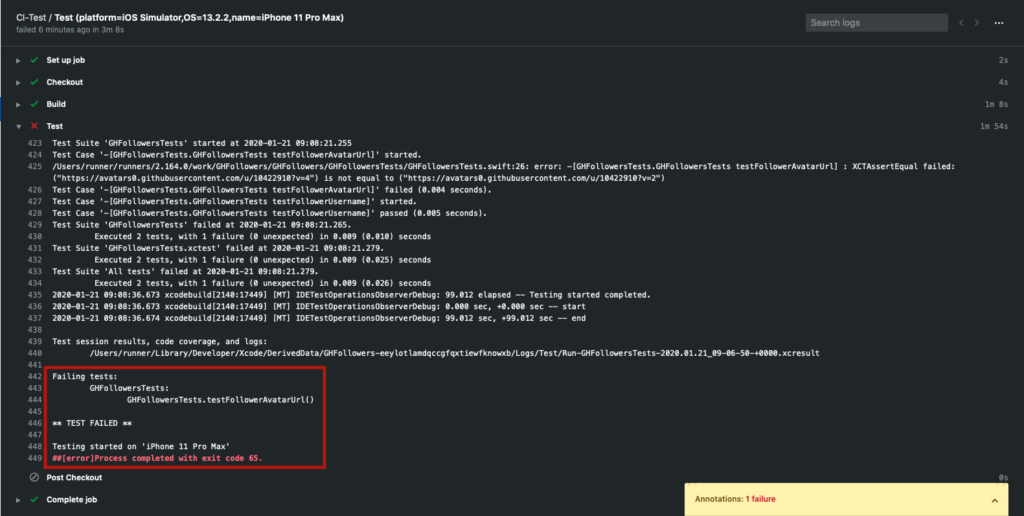 CI-Test / Test (platform=iOS Simulator,OS=13.2.2,name=iPhone 11 Pro Max)
failed 6 minutes ago in 3m 8s
Search logs
Set up job 2s
Checkout 4s
Build 1m 8s
Test 1m 54s
423 Test Suite 'GHFollowersTests' started at 2020-01-21 09:08:21.255
424 Test Case '-[GHFollowersTests.GHFollowersTests testFollowerAvatarUrl]' started.
425 /Users/runner/runners/2.164.0/work/GHFollowers/GHFollowers/GHFollowersTests/GHFollowersTests.swift:26: error: -[GHFollowersTests.GHFollowersTests testFollowerAvatarUrl] : XCTAssertEqual failed:
("https://avatars0.githubusercontent.com/u/10422910?v=4") is not equal to ("https://avatars0.githubusercontent.com/u/10422910?v=2")
426 Test Case '-[GHFollowersTests.GHFollowersTests testFollowerAvatarUrl]' failed (0.004 seconds).
427 Test Case '-[GHFollowersTests.GHFollowersTests testFollowerUsername]' started.
428 Test Case '-[GHFollowersTests.GHFollowersTests testFollowerUsername]' passed (0.005 seconds).
429 Test Suite 'GHFollowersTests' failed at 2020-01-21 09:08:21.265.
430 Executed 2 tests, with 1 failure (0 unexpected) in 0.009 (0.010) seconds
431 Test Suite 'GHFollowersTests.xctest' failed at 2020-01-21 09:08:21.279.
432 Executed 2 tests, with 1 failure (0 unexpected) in 0.009 (0.025) seconds
433 Test Suite 'All tests' failed at 2020-01-21 09:08:21.279.
434 Executed 2 tests, with 1 failure (0 unexpected) in 0.009 (0.026) seconds
435 2020-01-21 09:08:36.673 xcodebuild[2140:17449] [MT] IDETestOperationsObserverDebug: 99.012 elapsed -- Testing started completed.
436 2020-01-21 09:08:36.673 xcodebuild[2140:17449] [MT] IDETestOperationsObserverDebug: 0.000 sec, +0.000 sec -- start
437 2020-01-21 09:08:36.674 xcodebuild[2140:17449] [MT] IDETestOperationsObserverDebug: 99.012 sec, +99.012 sec -- end
438
439 Test session results, code coverage, and logs:
440 /Users/runner/Library/Developer/Xcode/DerivedData/GHFollowers-eeylotlamdqccgfqxtiewfknowxb/Logs/Test/Run-GHFollowersTests-2020.01.21_09-06-50-+0000.xcresult
441
442 Failing tests:
443 GHFollowersTests:
444 GHFollowersTests.testFollowerAvatarUrl()
445
446 ** TEST FAILED **
447
448 Testing started on 'iPhone 11 Pro Max'
449 ##[error]Process completed with exit code 65.
Post Checkout 0s
Complete job
Annotations: 1 failure